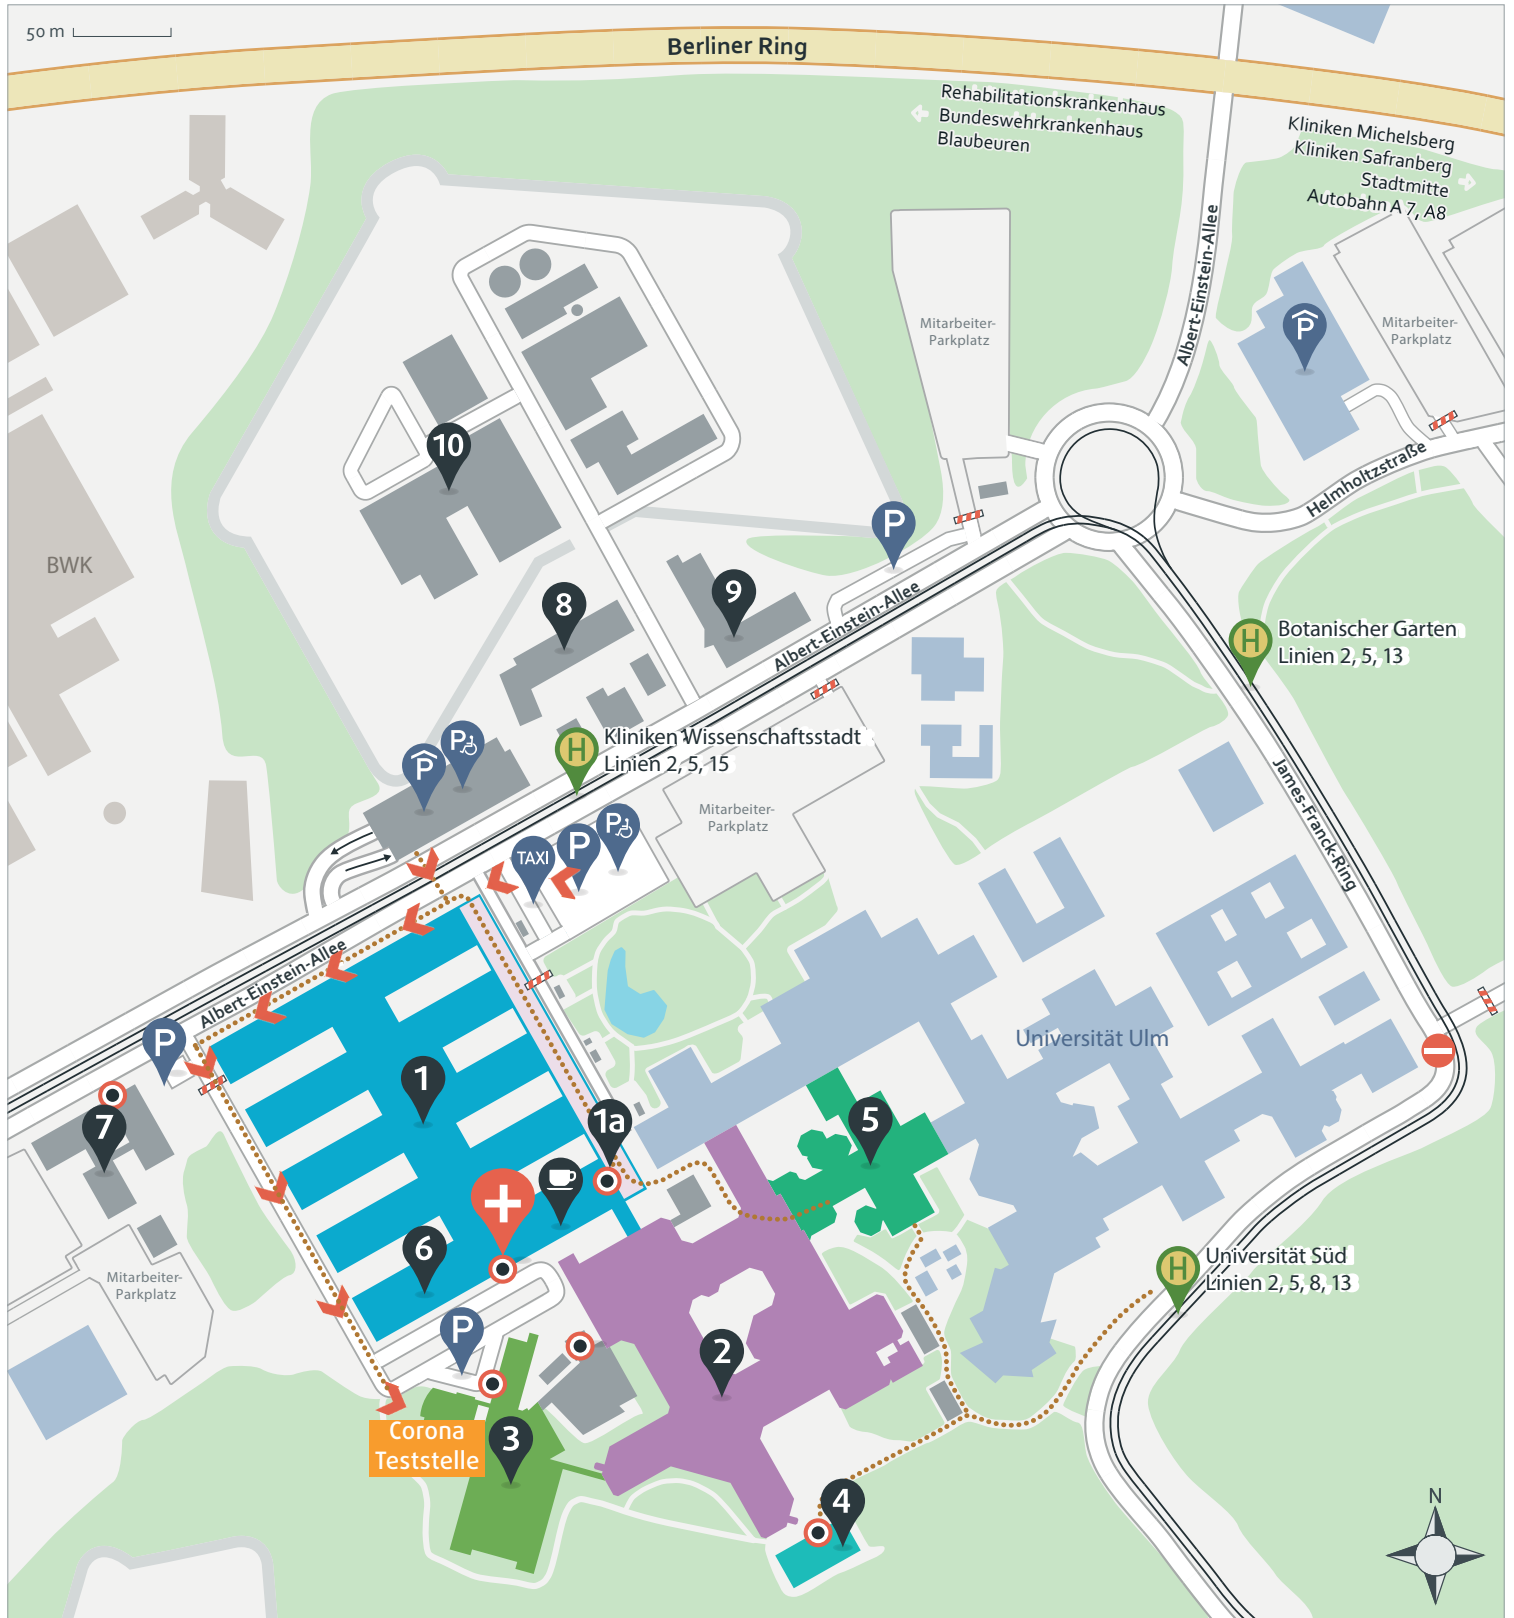 50 m
Berliner Ring
Rehabilitationskrankenhaus
Bundeswehrkrankenhaus
Blaubeuren
Kliniken Michelsberg
Kliniken Safranberg
Stadtmitte
Autobahn A 7, A8
Albert-Einstein-Allee
Mitarbeiter-
Parkplatz
P
Mitarbeiter-
Parkplatz
10
Helmholtzstraße
P
BWK
8
9
Albert-Einstein-Allee
H
Botanischer Garten
Linien 2, 5, 13
P
P
H
Kliniken Wissenschaftsstadt
Linien 2, 5, 15
James-Franck-Ring
Mitarbeiter-
Parkplatz
TAXI
P
P
Albert-Einstein-Allee
P
Universität Ulm
1
7
1a
5
6
Mitarbeiter-
Parkplatz
H
Universität Süd
Linien 2, 5, 8, 13
P
2
Corona
Teststelle
3
4
N